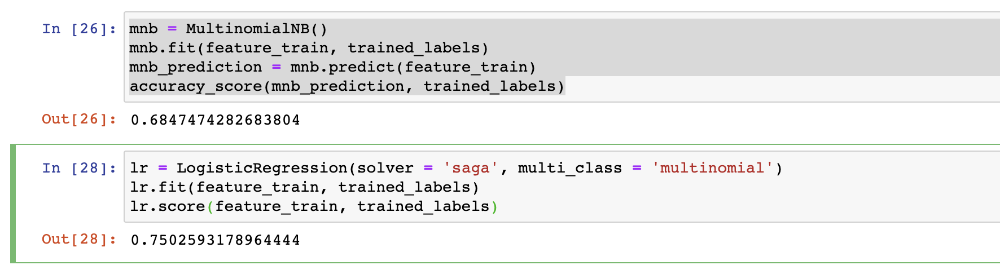 In [26]: mnb = MultinomialNB()
mnb.fit(feature_train, trained_labels)
mnb_prediction = mnb.predict(feature_train)
accuracy_score(mnb_prediction, trained_labels)
Out[26]: 0.6847474282683804
In [28]: lr = LogisticRegression(solver = 'saga', multi_class = 'multinomial')
lr.fit(feature_train, trained_labels)
lr.score(feature_train, trained_labels)
Out[28]: 0.7502593178964444